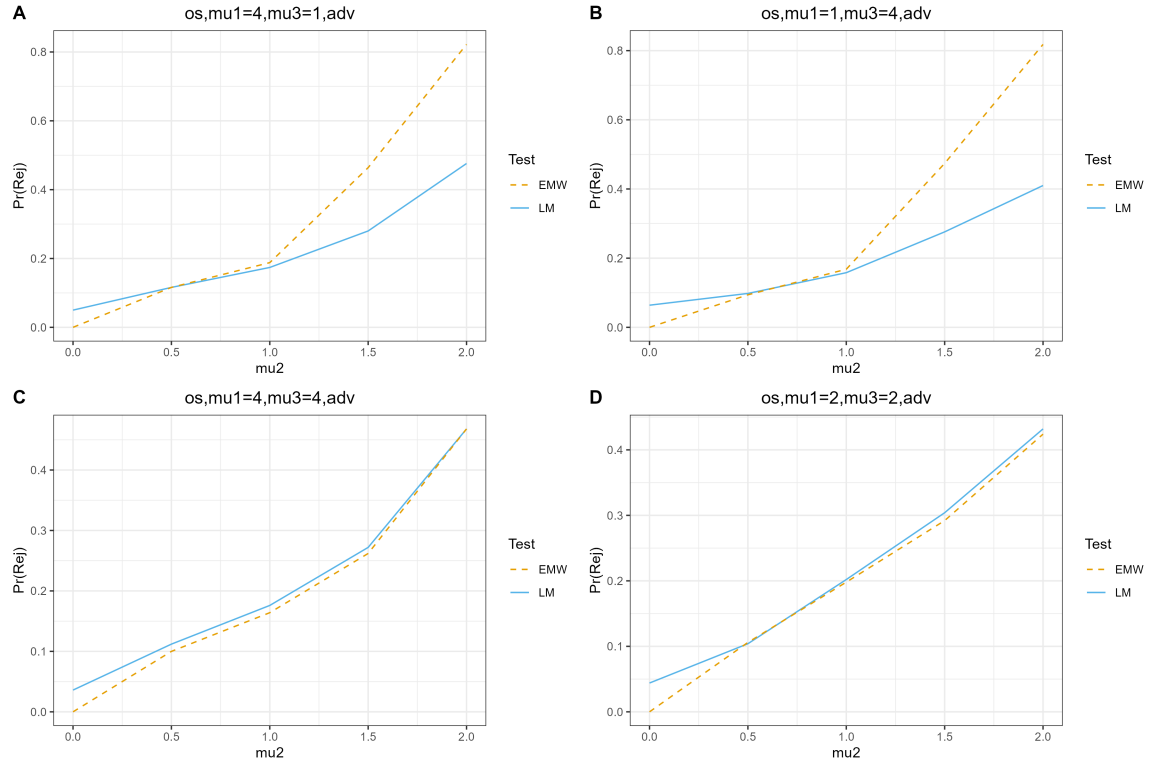 A
os,mu1=4,mu3=1,adv
Pr(Rej)
0.8
0.6
0.4
0.2
0.0
0.0 0.5 1.0 1.5 2.0
mu2
Test
EMW
LM
B
os,mu1=1,mu3=4,adv
Pr(Rej)
0.8
0.6
0.4
0.2
0.0
0.0 0.5 1.0 1.5 2.0
mu2
Test
EMW
LM
C
os,mu1=4,mu3=4,adv
Pr(Rej)
0.4
0.3
0.2
0.1
0.0
0.0 0.5 1.0 1.5 2.0
mu2
Test
EMW
LM
D
os,mu1=2,mu3=2,adv
Pr(Rej)
0.4
0.3
0.2
0.1
0.0
0.0 0.5 1.0 1.5 2.0
mu2
Test
EMW
LM